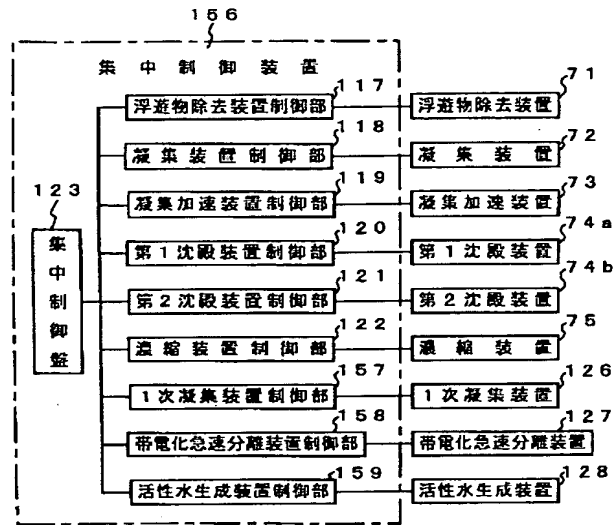 156
集中制御装置
117
71
浮遊物除去装置制御部
浮遊物除去装置
118
72
凝集装置制御部
凝集装置
123
119
73
集中制御盤
凝集加速装置制御部
凝集加速装置
120
74a
第1沈殿装置制御部
第1沈殿装置
121
74b
第2沈殿装置制御部
第2沈殿装置
122
75
濃縮装置制御部
濃縮装置
157
126
1次凝集装置制御部
1次凝集装置
158
127
帯電化急速分離装置制御部
帯電化急速分離装置
159
128
活性水生成装置制御部
活性水生成装置